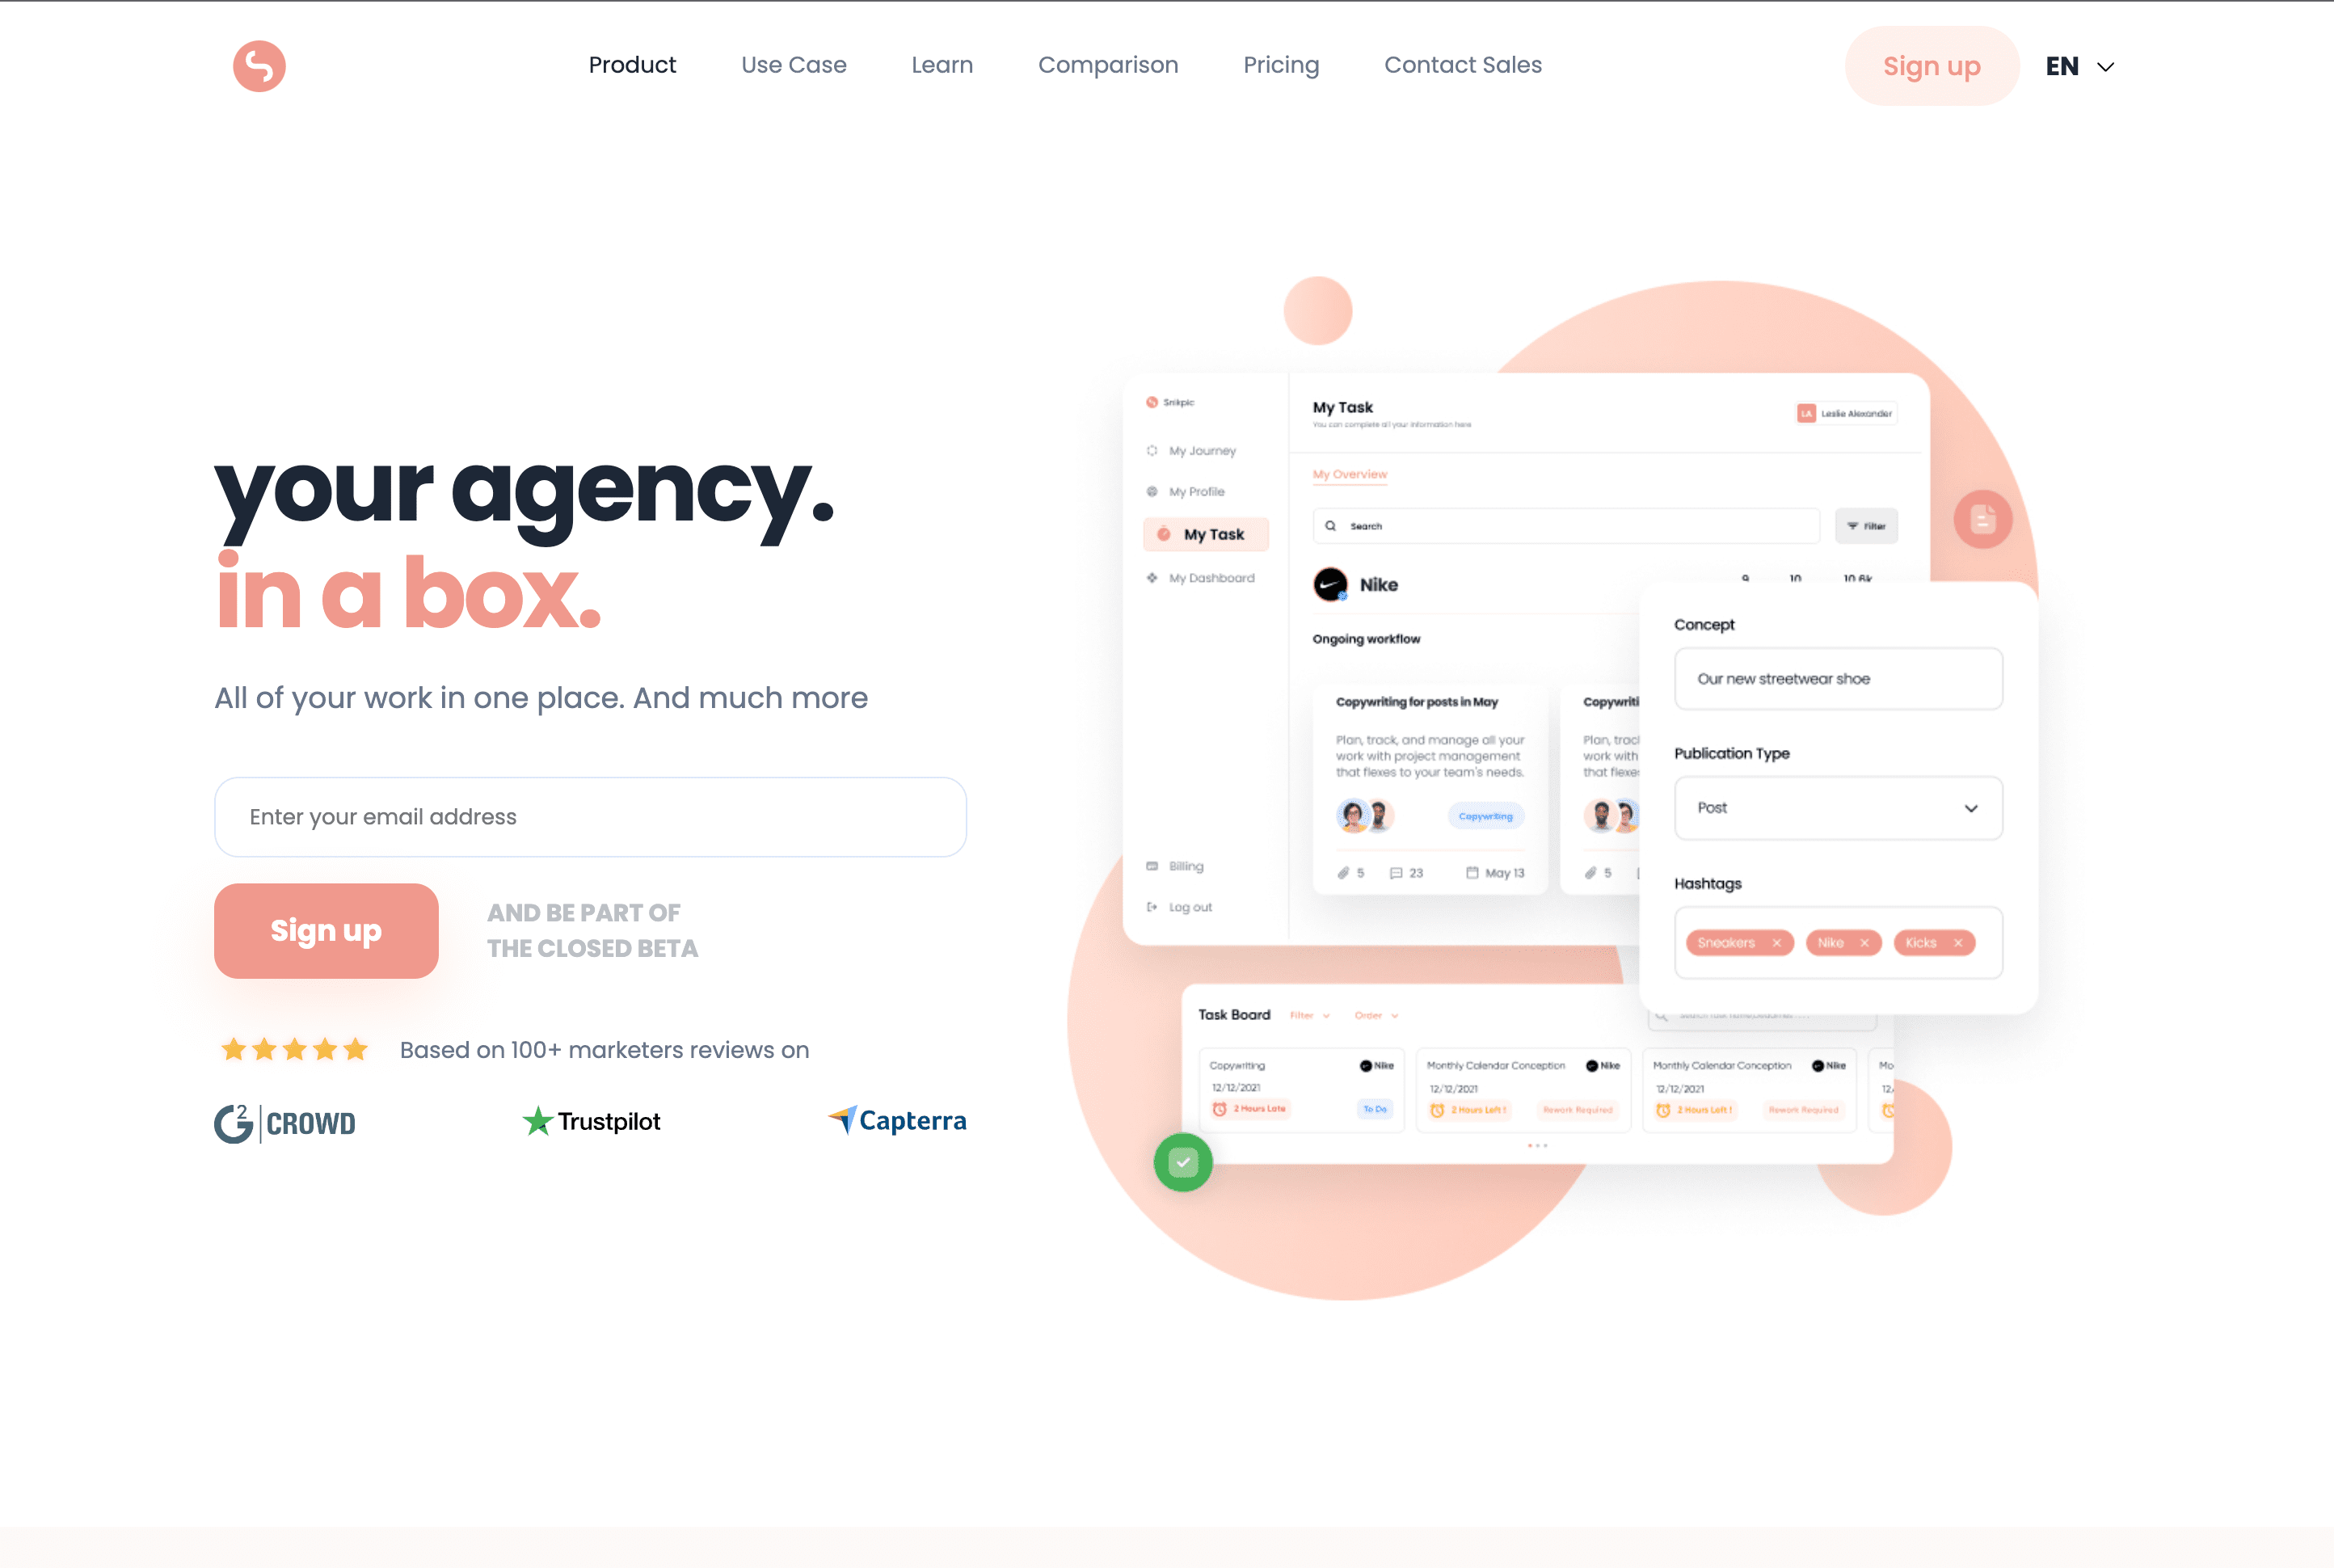 Product Use Case Learn Comparison Pricing Contact Sales Sign up EN
your agency.
in a box.
All of your work in one place. And much more
Enter your email address
Sign up
AND BE PART OF
THE CLOSED BETA
Based on 100+ marketers reviews on
G2 CROWD
Trustpilot
Capterra
Snikpic
My Journey
My Profile
My Task
My Dashboard
Billing
Log out
My Task
You can complete all your information here
LA Leslie Alexander
My Overview
Search
Filter
Nike
9 10 10.6k
Ongoing workflow
Copywriting for posts in May
Plan, track, and manage all your
work with project management
that flexes to your team's needs.
Copywriting
5 23 May 13
Copywriti
Plan, track
work with
that flexes
5
Concept
Our new streetwear shoe
Publication Type
Post
Hashtags
Sneakers × Nike × Kicks ×
Task Board Filter Order
Copywriting Nike
12/12/2021
2 Hours Late To Do
Monthly Calendar Conception Nike
12/12/2021
2 Hours Left ! Rework Required
Monthly Calendar Conception Nike
12/12/2021
2 Hours Left ! Rework Required
Mo
12/